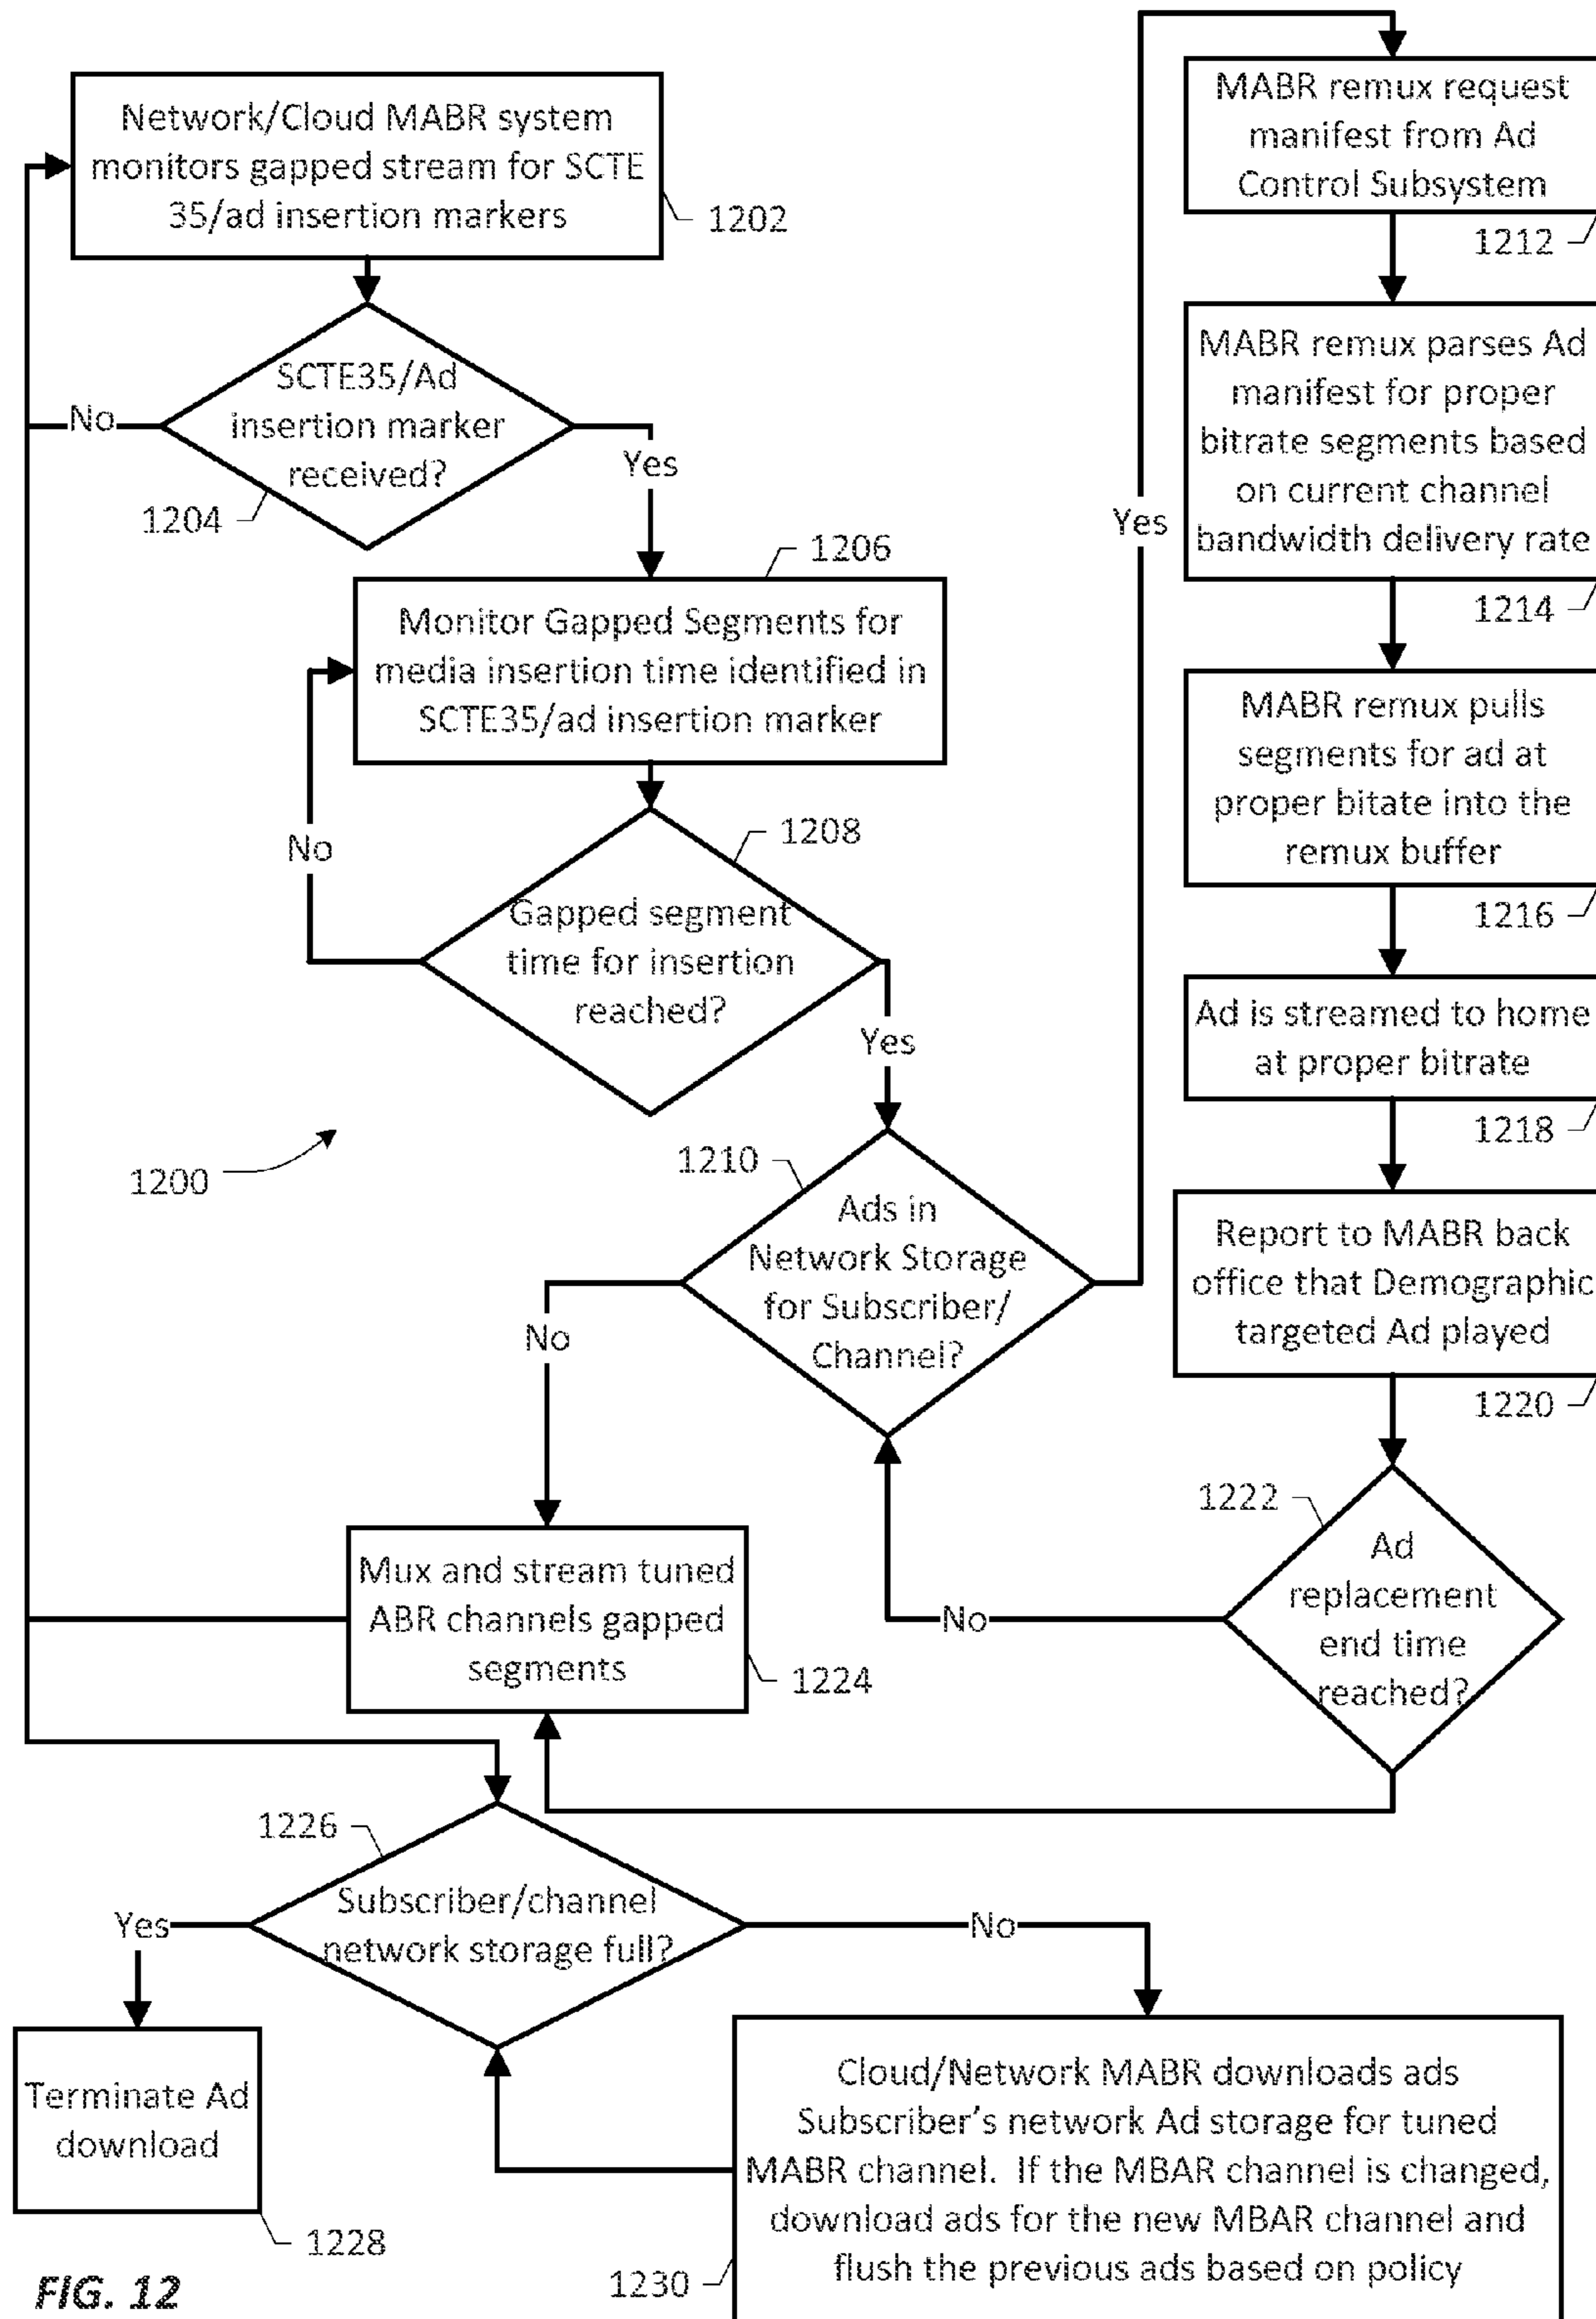 Network/Cloud MABR system
monitors gapped stream for SCTE
35/ad insertion markers
1202
SCTE35/Ad
insertion marker
received?
No
Yes
1204
1206
Monitor Gapped Segments for
media insertion time identified in
SCTE35/ad insertion marker
1208
Gapped segment
time for insertion
reached?
No
Yes
1200
1210
Ads in
Network Storage
for Subscriber/
Channel?
No
Yes
MABR remux request
manifest from Ad
Control Subsystem
1212
MABR remux parses Ad
manifest for proper
bitrate segments based
on current channel
bandwidth delivery rate
1214
MABR remux pulls
segments for ad at
proper bitate into the
remux buffer
1216
Ad is streamed to home
at proper bitrate
1218
Report to MABR back
office that Demographic
targeted Ad played
1220
1222
Ad
replacement
end time
reached?
No
Mux and stream tuned
ABR channels gapped
segments
1224
1226
Subscriber/channel
network storage full?
Yes
No
Terminate Ad
download
1228
Cloud/Network MABR downloads ads
Subscriber's network Ad storage for tuned
MABR channel. If the MBAR channel is changed,
download ads for the new MBAR channel and
flush the previous ads based on policy
1230
FIG. 12